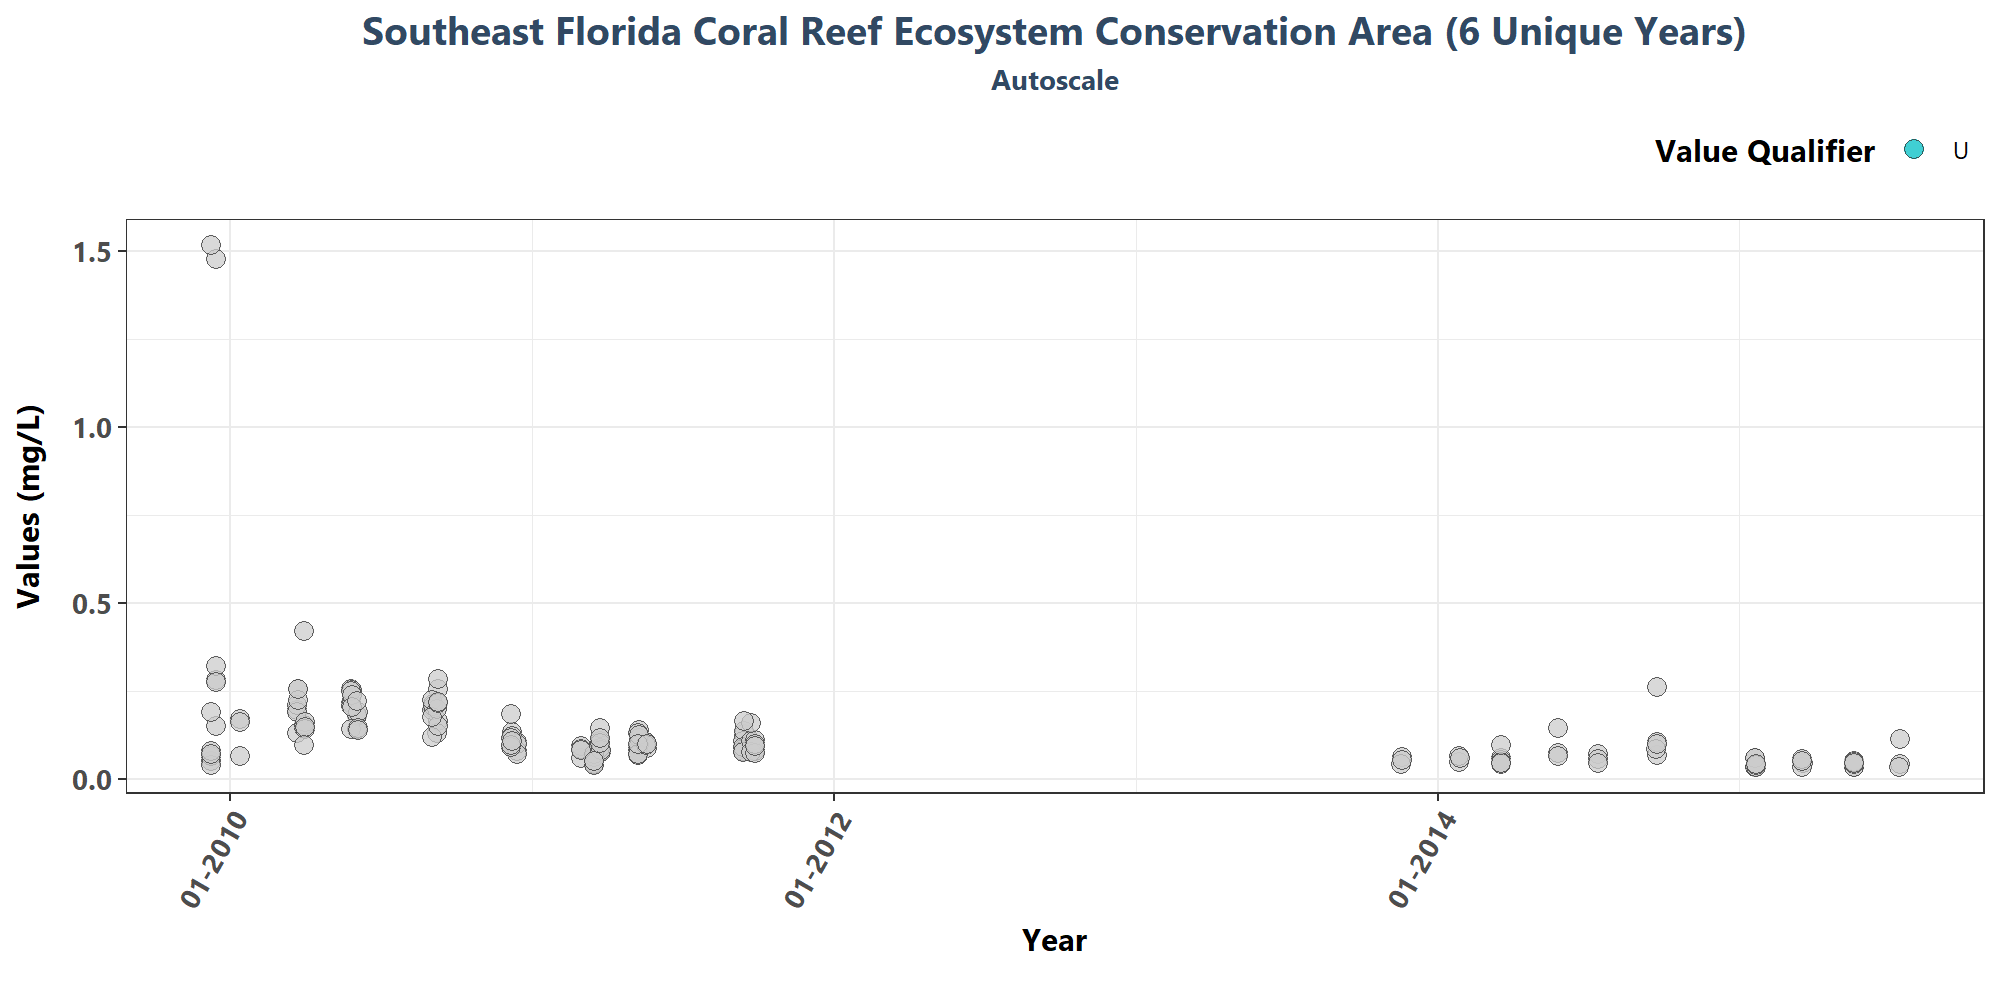 Southeast Florida Coral Reef Ecosystem Conservation Area (6 Unique Years)
Autoscale
Value Qualifier U
Values (mg/L)
1.5
1.0
0.5
0.0
01-2010 01-2012 01-2014
Year